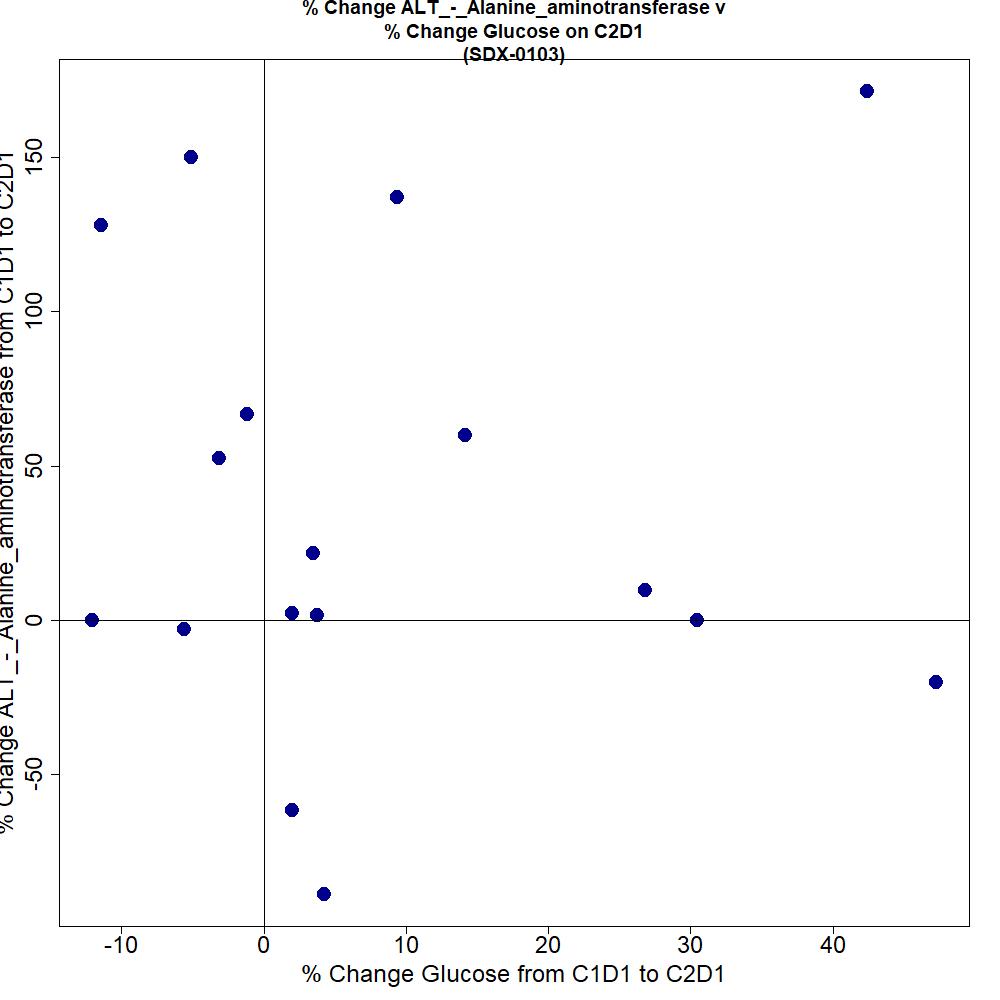 % Change ALT_-_Alanine_aminotransferase v
% Change Glucose on C2D1
(SDX-0103)
% Change ALT_-_Alanine_aminotransferase from C1D1 to C2D1
150
100
50
0
-50
-10
0
10
20
30
40
% Change Glucose from C1D1 to C2D1